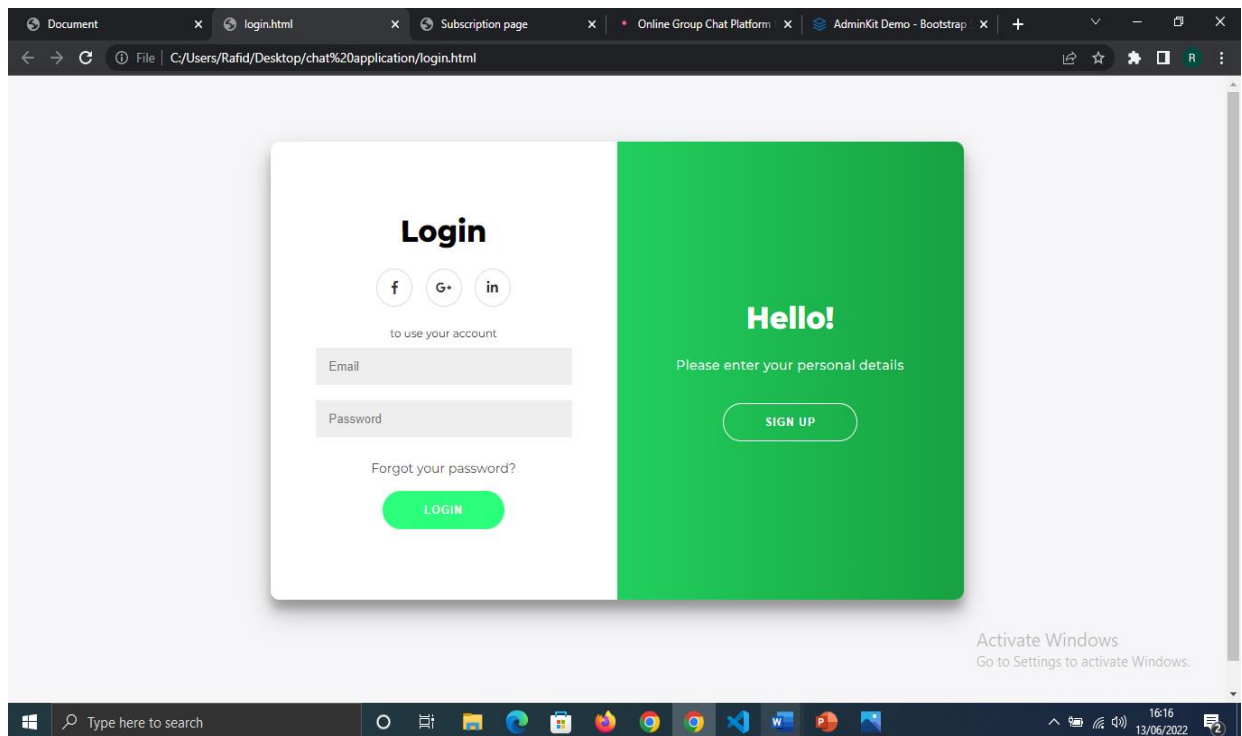 Document
login.html
Subscription page
Online Group Chat Platform
AdminKit Demo - Bootstrap
File C:/Users/Rafid/Desktop/chat%20application/login.html
R
Login
f G+ in
to use your account
Email
Password
Forgot your password?
LOGIN
Hello!
Please enter your personal details
SIGN UP
Activate Windows
Go to Settings to activate Windows.
Type here to search
16:16
13/06/2022
2